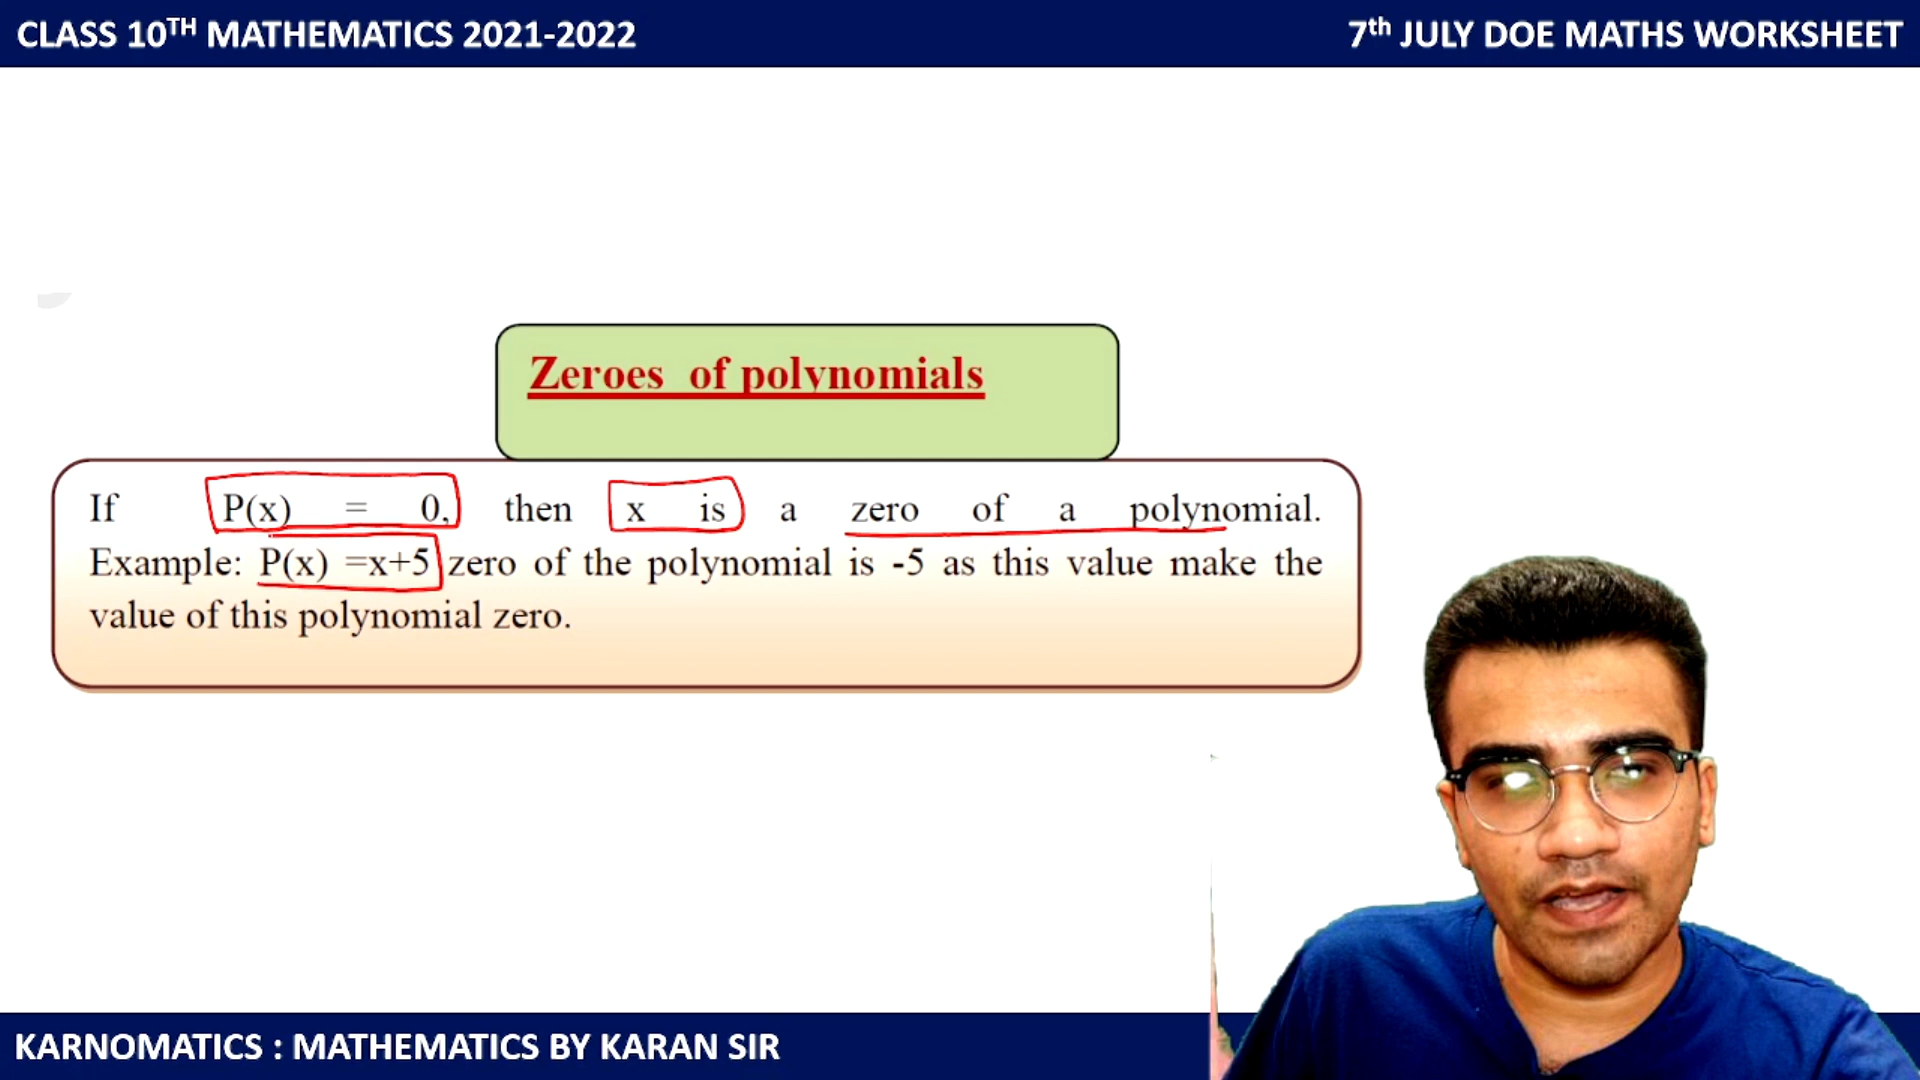 CLASS 10TH MATHEMATICS 2021-2022
7th JULY DOE MATHS WORKSHEET
Zeroes of polynomials
If P(x) = 0, then x is a zero of a polynomial.
Example: P(x) =x+5 zero of the polynomial is -5 as this value make the
value of this polynomial zero.
KARNOMATICS : MATHEMATICS BY KARAN SIR